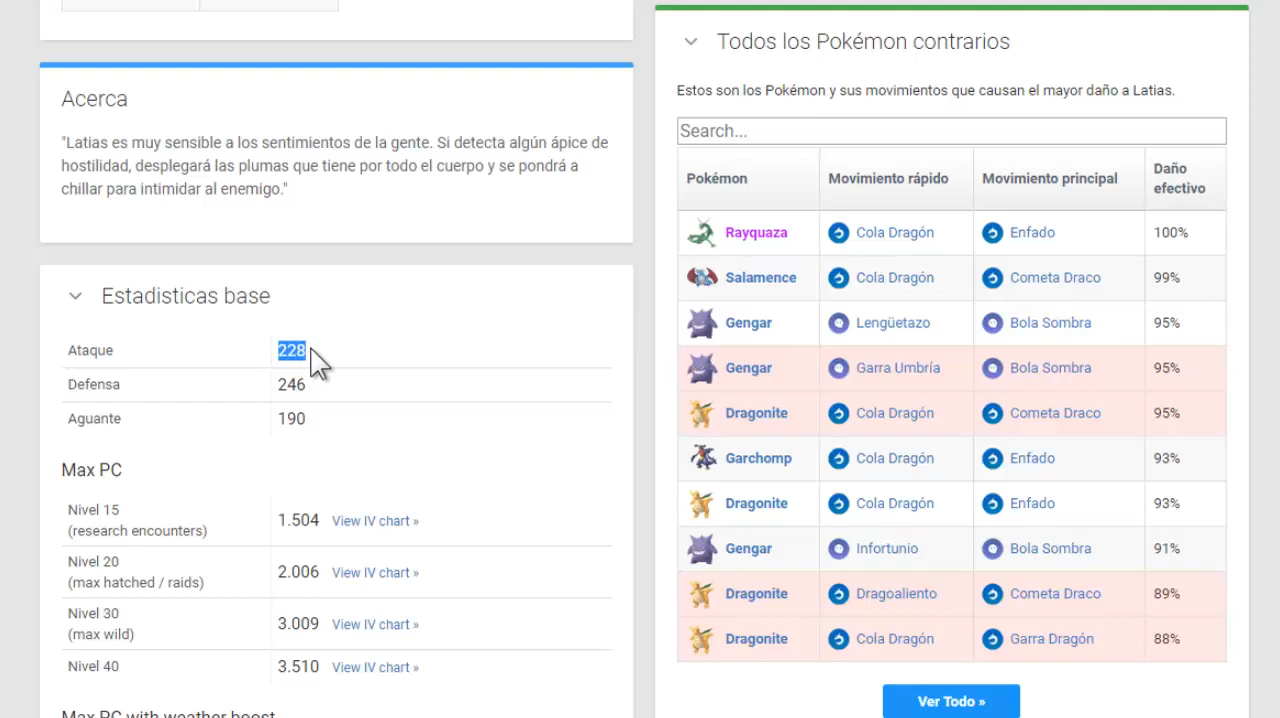 Acerca
"Latias es muy sensible a los sentimientos de la gente. Si detecta algún ápice de
hostilidad, desplegará las plumas que tiene por todo el cuerpo y se pondrá a
chillar para intimidar al enemigo."
Estadisticas base
Ataque 228
Defensa 246
Aguante 190
Max PC
Nivel 15
(research encounters) 1.504 View IV chart »
Nivel 20
(max hatched / raids) 2.006 View IV chart »
Nivel 30
(max wild) 3.009 View IV chart »
Nivel 40 3.510 View IV chart »
Max PC with weather boost
Todos los Pokémon contrarios
Estos son los Pokémon y sus movimientos que causan el mayor daño a Latias.
Search...
Pokémon Movimiento rápido Movimiento principal Daño
efectivo
Rayquaza Cola Dragón Enfado 100%
Salamence Cola Dragón Cometa Draco 99%
Gengar Lengüetazo Bola Sombra 95%
Gengar Garra Umbría Bola Sombra 95%
Dragonite Cola Dragón Cometa Draco 95%
Garchomp Cola Dragón Enfado 93%
Dragonite Cola Dragón Enfado 93%
Gengar Infortunio Bola Sombra 91%
Dragonite Dragoaliento Cometa Draco 89%
Dragonite Cola Dragón Garra Dragón 88%
Ver Todo »